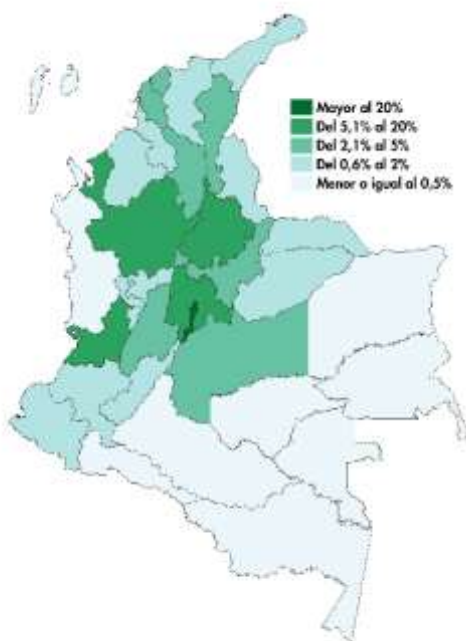 Mayor al 20%
Del 5,1% al 20%
Del 2,1% al 5%
Del 0,6% al 2%
Menor o igual al 0,5%